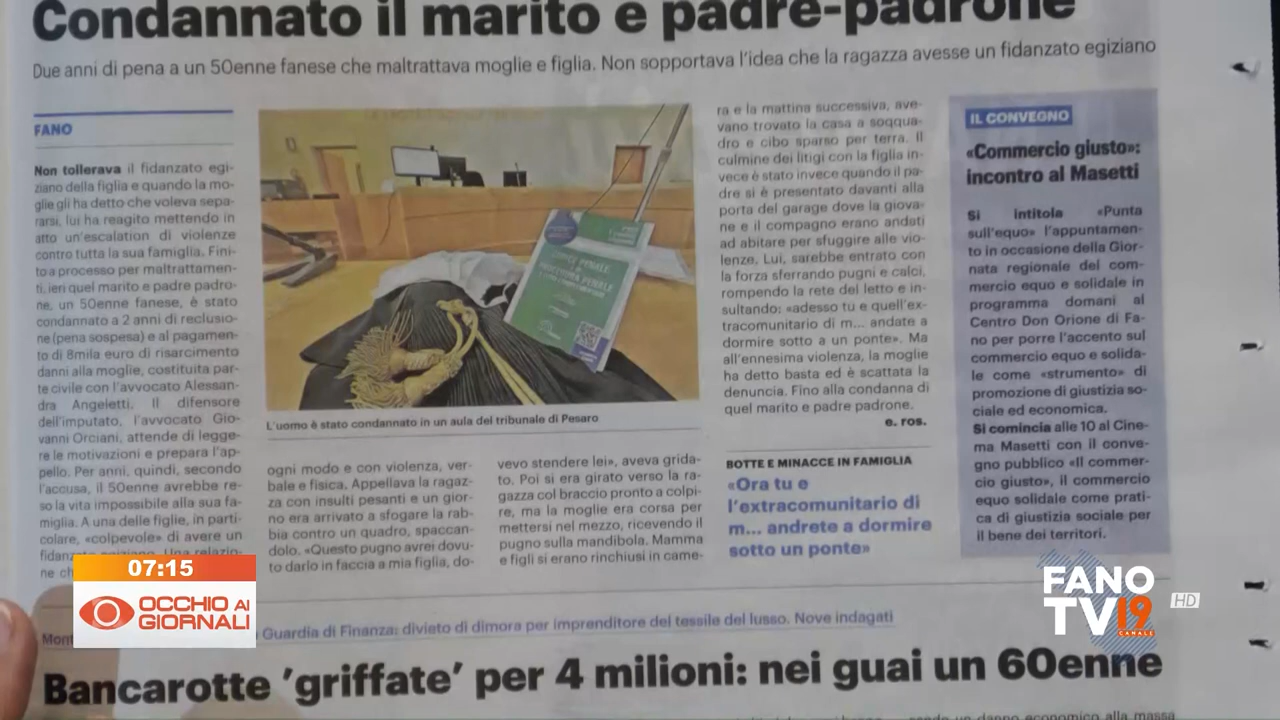 Condannato il marito e padre-padrone
Due anni di pena a un 50enne fanese che maltrattava moglie e figlia. Non sopportava l'idea che la ragazza avesse un fidanzato egiziano
FANO
Non tollerava il fidanzato egi-
ziano della figlia e quando la mo-
glie gli ha detto che voleva sepa-
rarsi, lui ha reagito mettendo in
atto un'escalation di violenze
contro tutta la sua famiglia. Fini-
to a processo per maltrattamen-
ti, ieri quel marito e padre padro-
ne, un 50enne fanese, è stato
condannato a 2 anni di reclusio-
ne (pena sospesa) e al pagamen-
to di 8mila euro di risarcimento
danni alla moglie, costituita par-
te civile con l'avvocato Alessan-
dra Angeletti. Il difensore
dell'imputato, l'avvocato Gio-
vanni Orciani, attende di legge-
re le motivazioni e prepara l'ap-
pello. Per anni, quindi, secondo
l'accusa, il 50enne avrebbe re-
so la vita impossibile alla sua fa-
miglia. A una delle figlie, in parti-
colare, «colpevole» di avere un
fidanzato egiziano. Una relazio-
ne ch
CODICE PENALE
PROCEDURA PENALE
L'uomo è stato condannato in un aula del tribunale di Pesaro
ogni modo e con violenza, ver-
bale e fisica. Appellava la ragaz-
za con insulti pesanti e un gior-
no era arrivato a sfogare la rab-
bia contro un quadro, spaccan-
dolo. «Questo pugno avrei dovu-
to darlo in faccia a mia figlia, do-
vevo stendere lei», aveva grida-
to. Poi si era girato verso la ra-
gazza col braccio pronto a colpi-
re, ma la moglie era corsa per
mettersi nel mezzo, ricevendo il
pugno sulla mandibola. Mamma
e figli si erano rinchiusi in came-
ra e la mattina successiva, ave-
vano trovato la casa a soqqua-
dro e cibo sparso per terra. Il
culmine dei litigi con la figlia in-
vece è stato invece quando il pa-
dre si è presentato davanti alla
porta del garage dove la giova-
ne e il compagno erano andati
ad abitare per sfuggire alle vio-
lenze. Lui, sarebbe entrato con
la forza sferrando pugni e calci,
rompendo la rete del letto e in-
sultando: «adesso tu e quell'ex-
tracomunitario di m... andate a
dormire sotto a un ponte». Ma
all'ennesima violenza, la moglie
ha detto basta ed è scattata la
denuncia. Fino alla condanna di
quel marito e padre padrone.
e. ros.
BOTTE E MINACCE IN FAMIGLIA
«Ora tu e
l'extracomunitario di
m... andrete a dormire
sotto un ponte»
IL CONVEGNO
«Commercio giusto»:
incontro al Masetti
Si intitola «Punta
sull'equo» l'appuntamen-
to in occasione della Gior-
nata regionale del com-
mercio equo e solidale in
programma domani al
Centro Don Orione di Fa-
no per porre l'accento sul
commercio equo e solida-
le come «strumento» di
promozione di giustizia so-
ciale ed economica.
Si comincia alle 10 al Cine-
ma Masetti con il conve-
gno pubblico «Il commer-
cio giusto», il commercio
equo solidale come prati-
ca di giustizia sociale per
il bene dei territori.
07:15
OCCHIO AI
GIORNALI
FANO
TV19
CANALE
HD
Mont Guardia di Finanza: divieto di dimora per imprenditore del tessile del lusso. Nove indagati
Bancarotte 'griffate' per 4 milioni: nei guai un 60enne
un danno economico alla massa